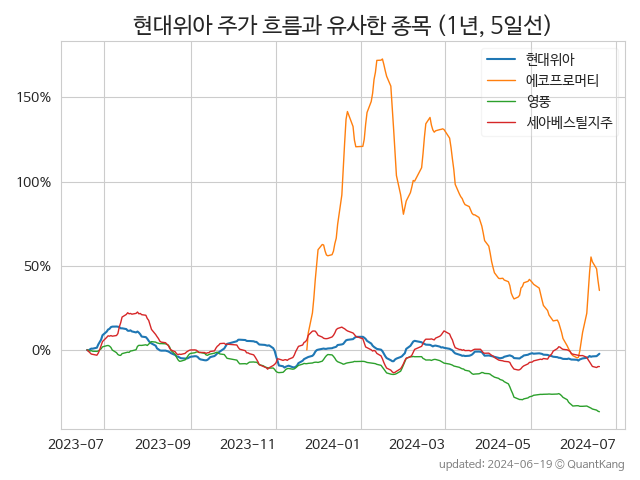 현대위아 주가 흐름과 유사한 종목 (1년, 5일선)
현대위아
에코프로머티
영풍
세아베스틸지주
150%
100%
50%
0%
2023-07
2023-09
2023-11
2024-01
2024-03
2024-05
2024-07
updated: 2024-06-19 © QuantKang